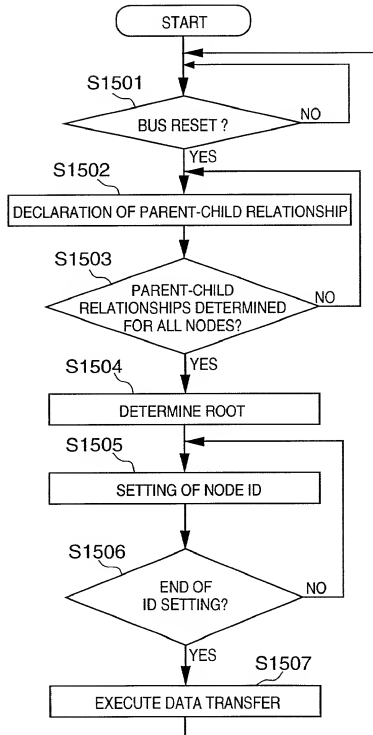 START
S1501
BUS RESET ?
NO
YES
S1502
DECLARATION OF PARENT-CHILD RELATIONSHIP
S1503
PARENT-CHILD
RELATIONSHIPS DETERMINED
FOR ALL NODES?
NO
YES
S1504
DETERMINE ROOT
S1505
SETTING OF NODE ID
S1506
END OF
ID SETTING?
NO
YES
S1507
EXECUTE DATA TRANSFER